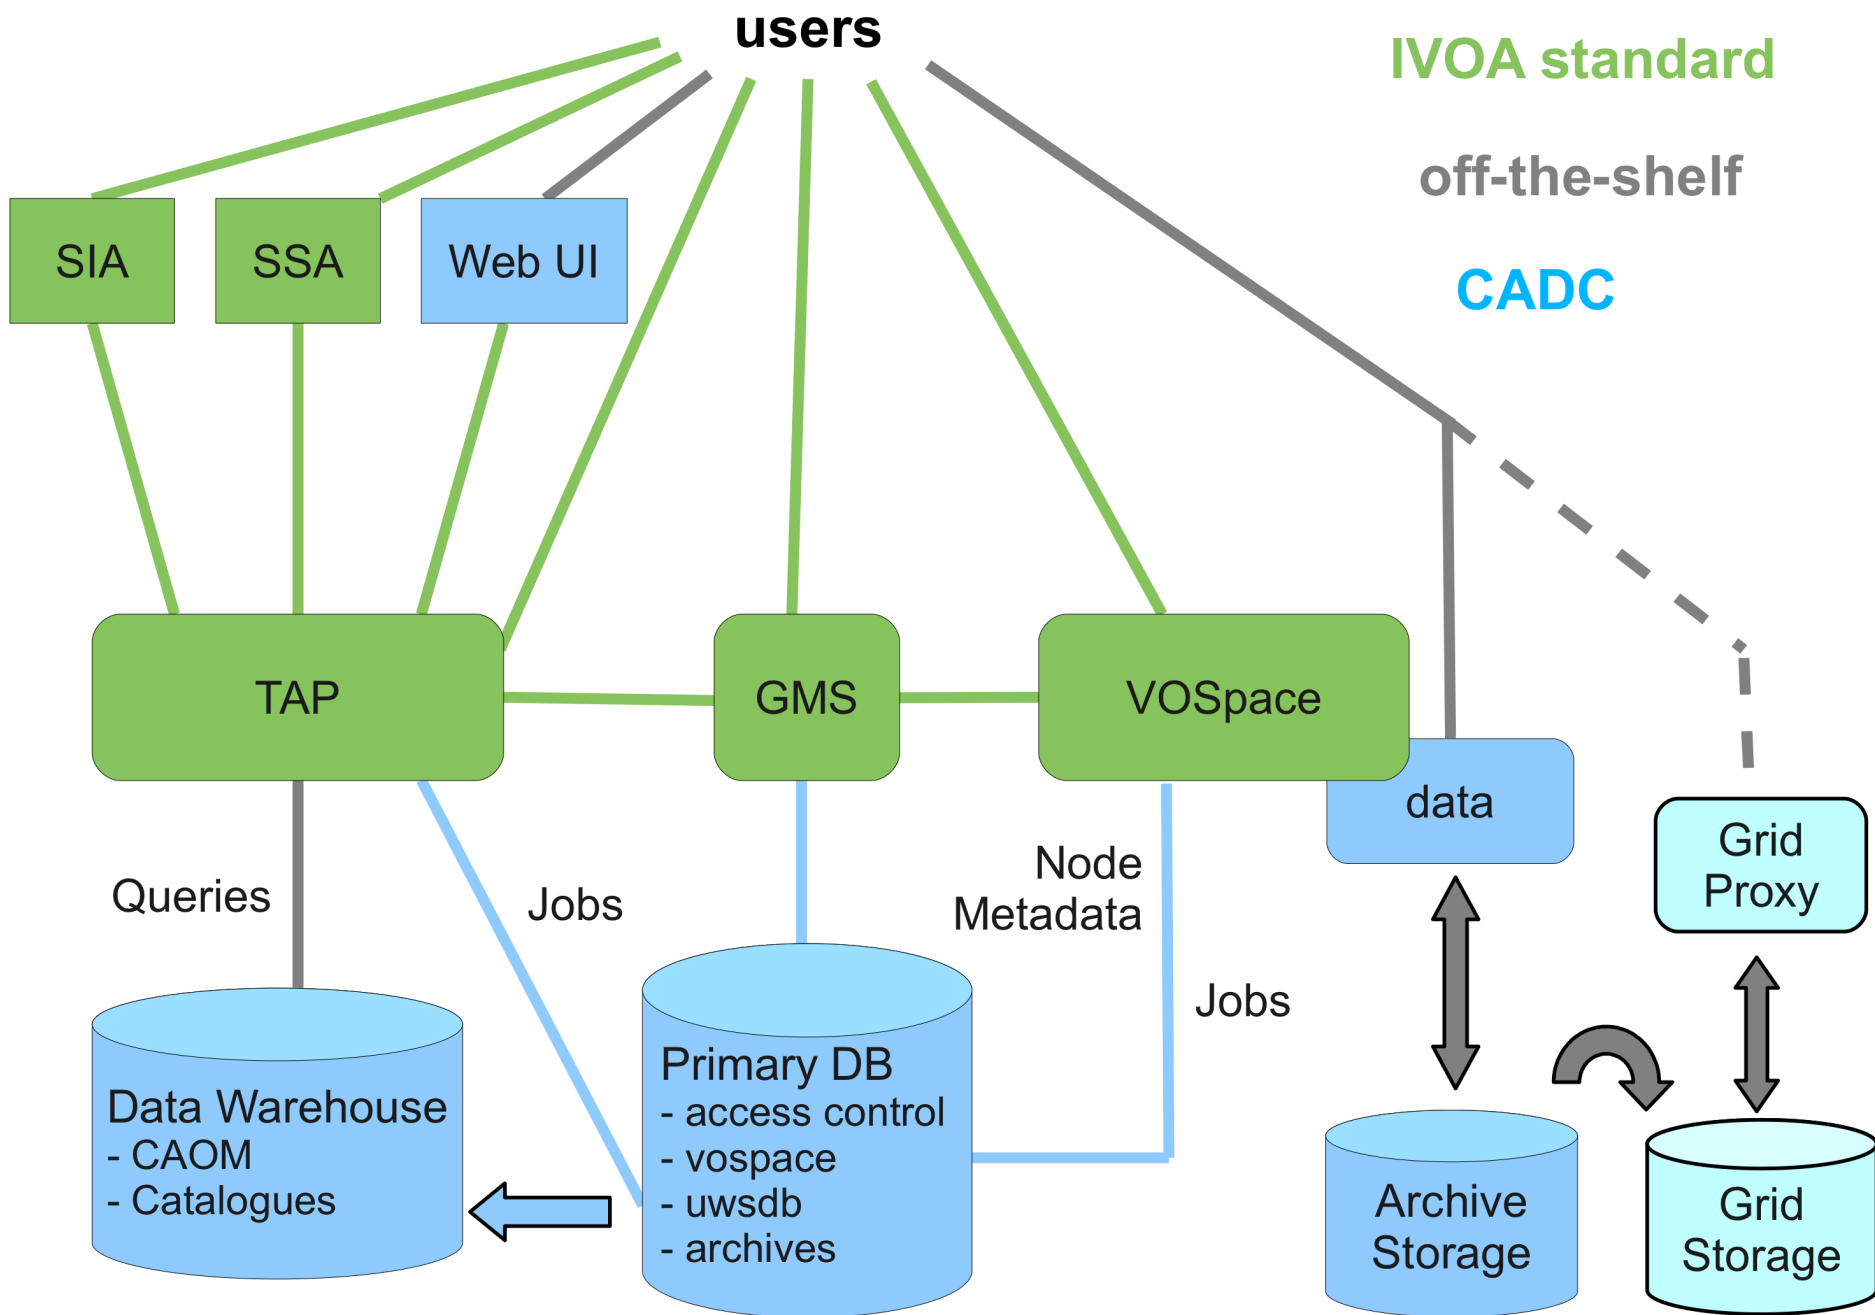 users
IVOA standard
off-the-shelf
CADC
SIA
SSA
Web UI
TAP
GMS
VOSpace
data
Grid
Proxy
Queries
Jobs
Node
Metadata
Jobs
Data Warehouse
- CAOM
- Catalogues
Primary DB
- access control
- vospace
- uwsdb
- archives
Archive
Storage
Grid
Storage